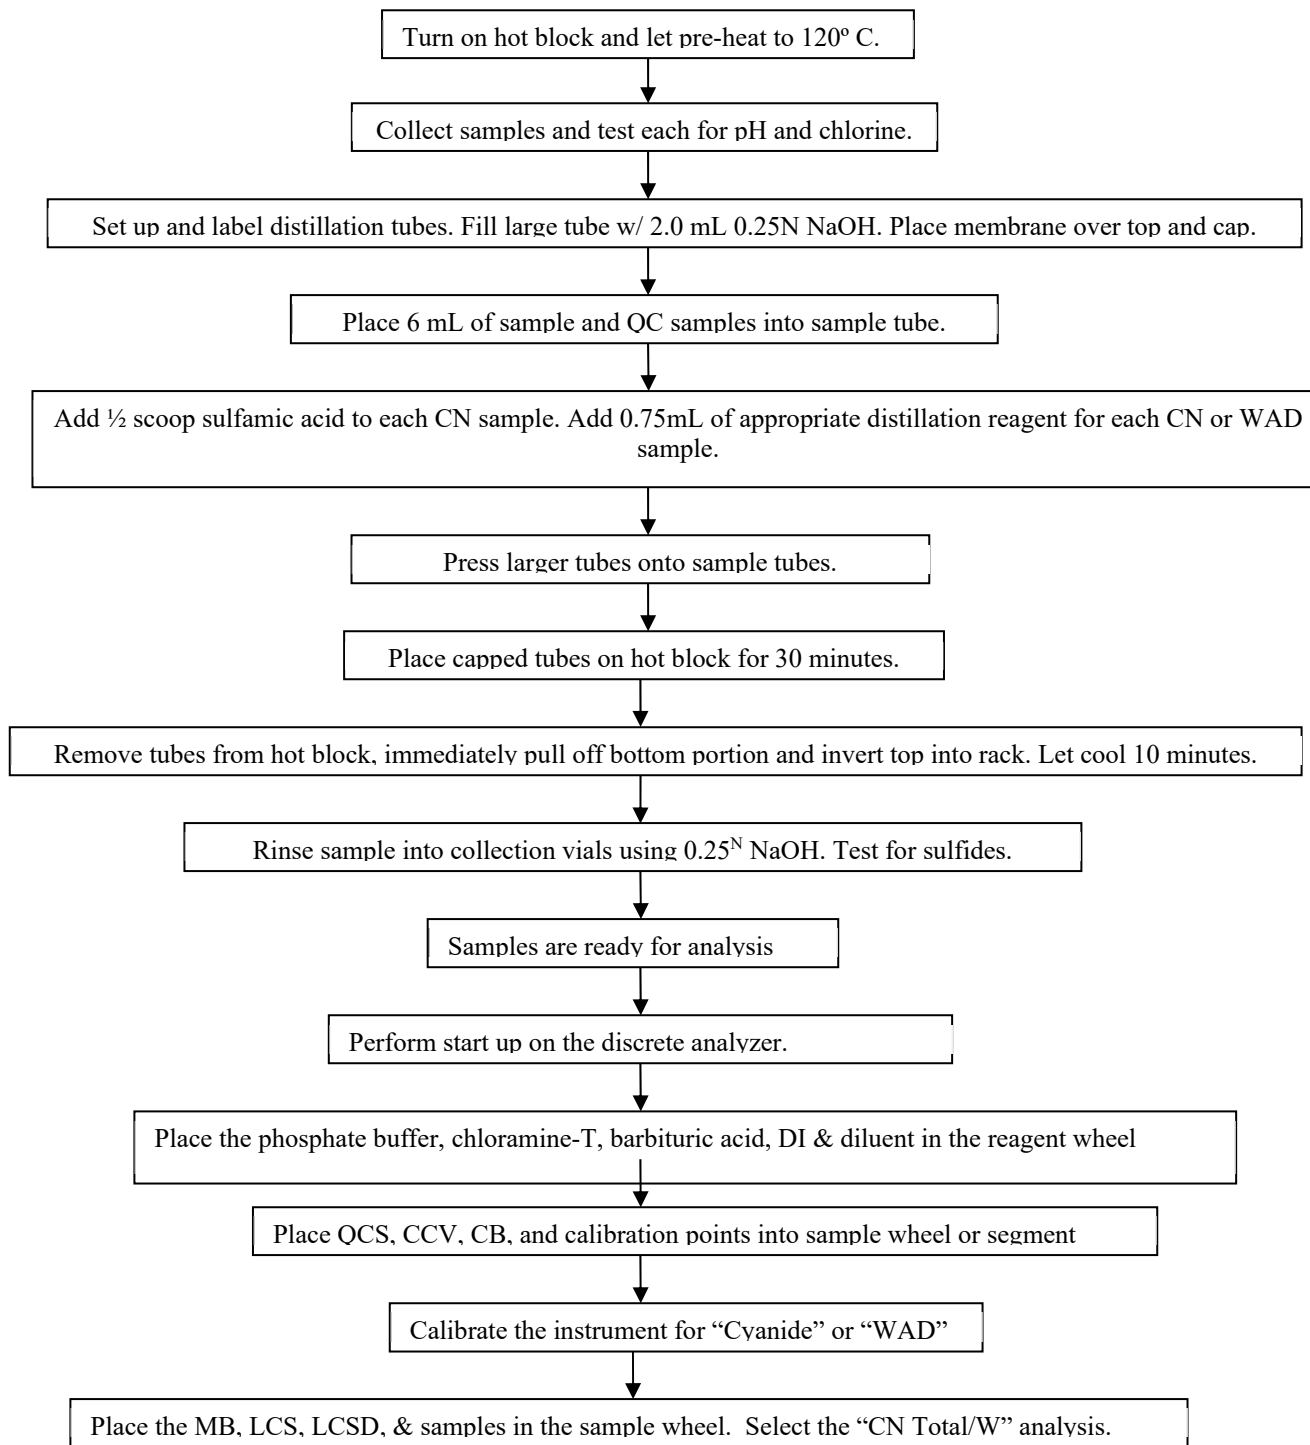 Turn on hot block and let pre-heat to 120º C.
Collect samples and test each for pH and chlorine.
Set up and label distillation tubes. Fill large tube w/ 2.0 mL 0.25N NaOH. Place membrane over top and cap.
Place 6 mL of sample and QC samples into sample tube.
Add ½ scoop sulfamic acid to each CN sample. Add 0.75mL of appropriate distillation reagent for each CN or WAD
sample.
Press larger tubes onto sample tubes.
Place capped tubes on hot block for 30 minutes.
Remove tubes from hot block, immediately pull off bottom portion and invert top into rack. Let cool 10 minutes.
Rinse sample into collection vials using 0.25ᴺ NaOH. Test for sulfides.
Samples are ready for analysis
Perform start up on the discrete analyzer.
Place the phosphate buffer, chloramine-T, barbituric acid, DI & diluent in the reagent wheel
Place QCS, CCV, CB, and calibration points into sample wheel or segment
Calibrate the instrument for “Cyanide” or “WAD”
Place the MB, LCS, LCSD, & samples in the sample wheel.  Select the “CN Total/W” analysis.